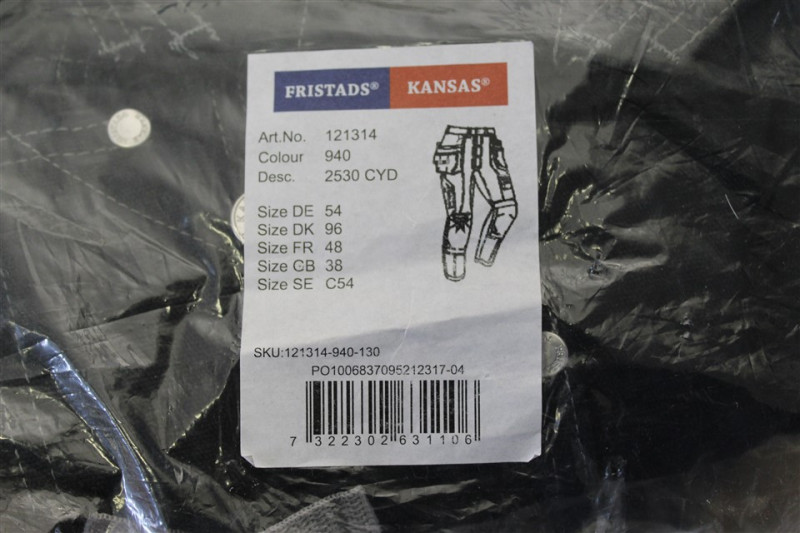 FRISTADS® KANSAS®
Art.No. 121314
Colour 940
Desc. 2530 CYD
Size DE 54
Size DK 96
Size FR 48
Size GB 38
Size SE C54
SKU:121314-940-130
PO1006837095212317-04
7 322302 631106